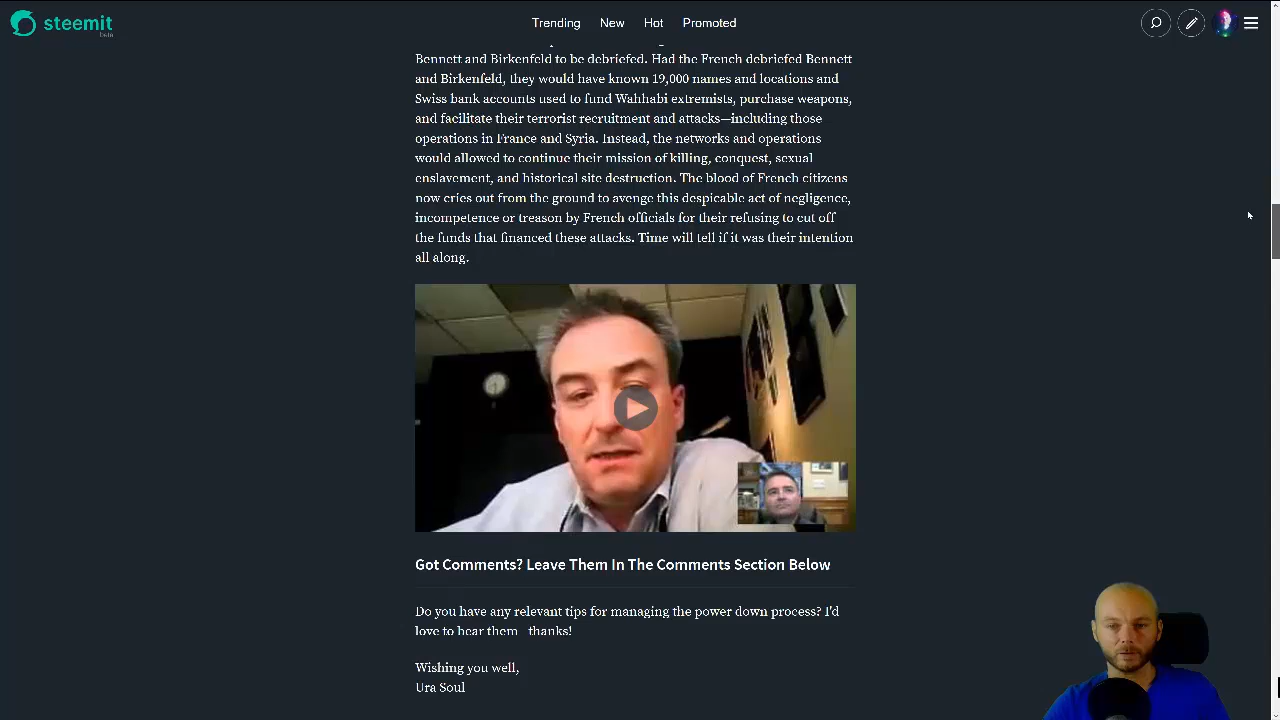 steemit
beta
Trending New Hot Promoted
Bennett and Birkenfeld to be debriefed. Had the French debriefed Bennett
and Birkenfeld, they would have known 19,000 names and locations and
Swiss bank accounts used to fund Wahhabi extremists, purchase weapons,
and facilitate their terrorist recruitment and attacks—including those
operations in France and Syria. Instead, the networks and operations
would allowed to continue their mission of killing, conquest, sexual
enslavement, and historical site destruction. The blood of French citizens
now cries out from the ground to avenge this despicable act of negligence,
incompetence or treason by French officials for their refusing to cut off
the funds that financed these attacks. Time will tell if it was their intention
all along.
Got Comments? Leave Them In The Comments Section Below
Do you have any relevant tips for managing the power down process? I'd
love to hear them thanks!
Wishing you well,
Ura Soul